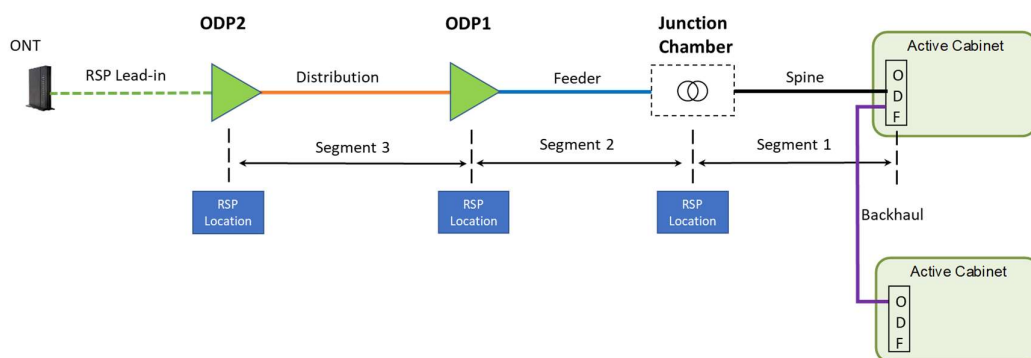 ODP2
ODP1
Junction
Chamber
Active Cabinet
ONT
RSP Lead-in
Distribution
Feeder
Spine
O
D
F
Segment 3
Segment 2
Segment 1
RSP
Location
RSP
Location
RSP
Location
Backhaul
Active Cabinet
O
D
F